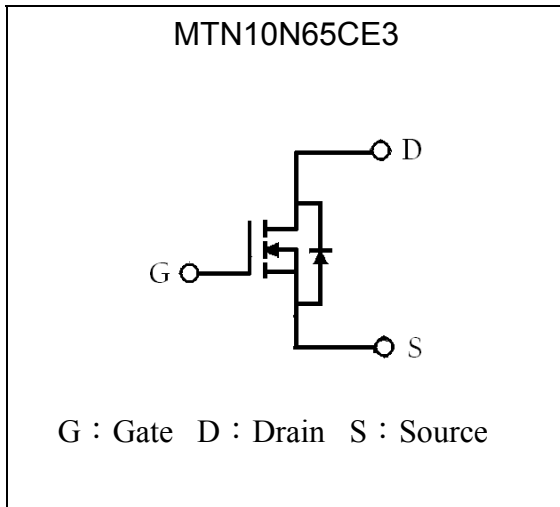 MTN10N65CE3
D
G
S
G：Gate D：Drain S：Source